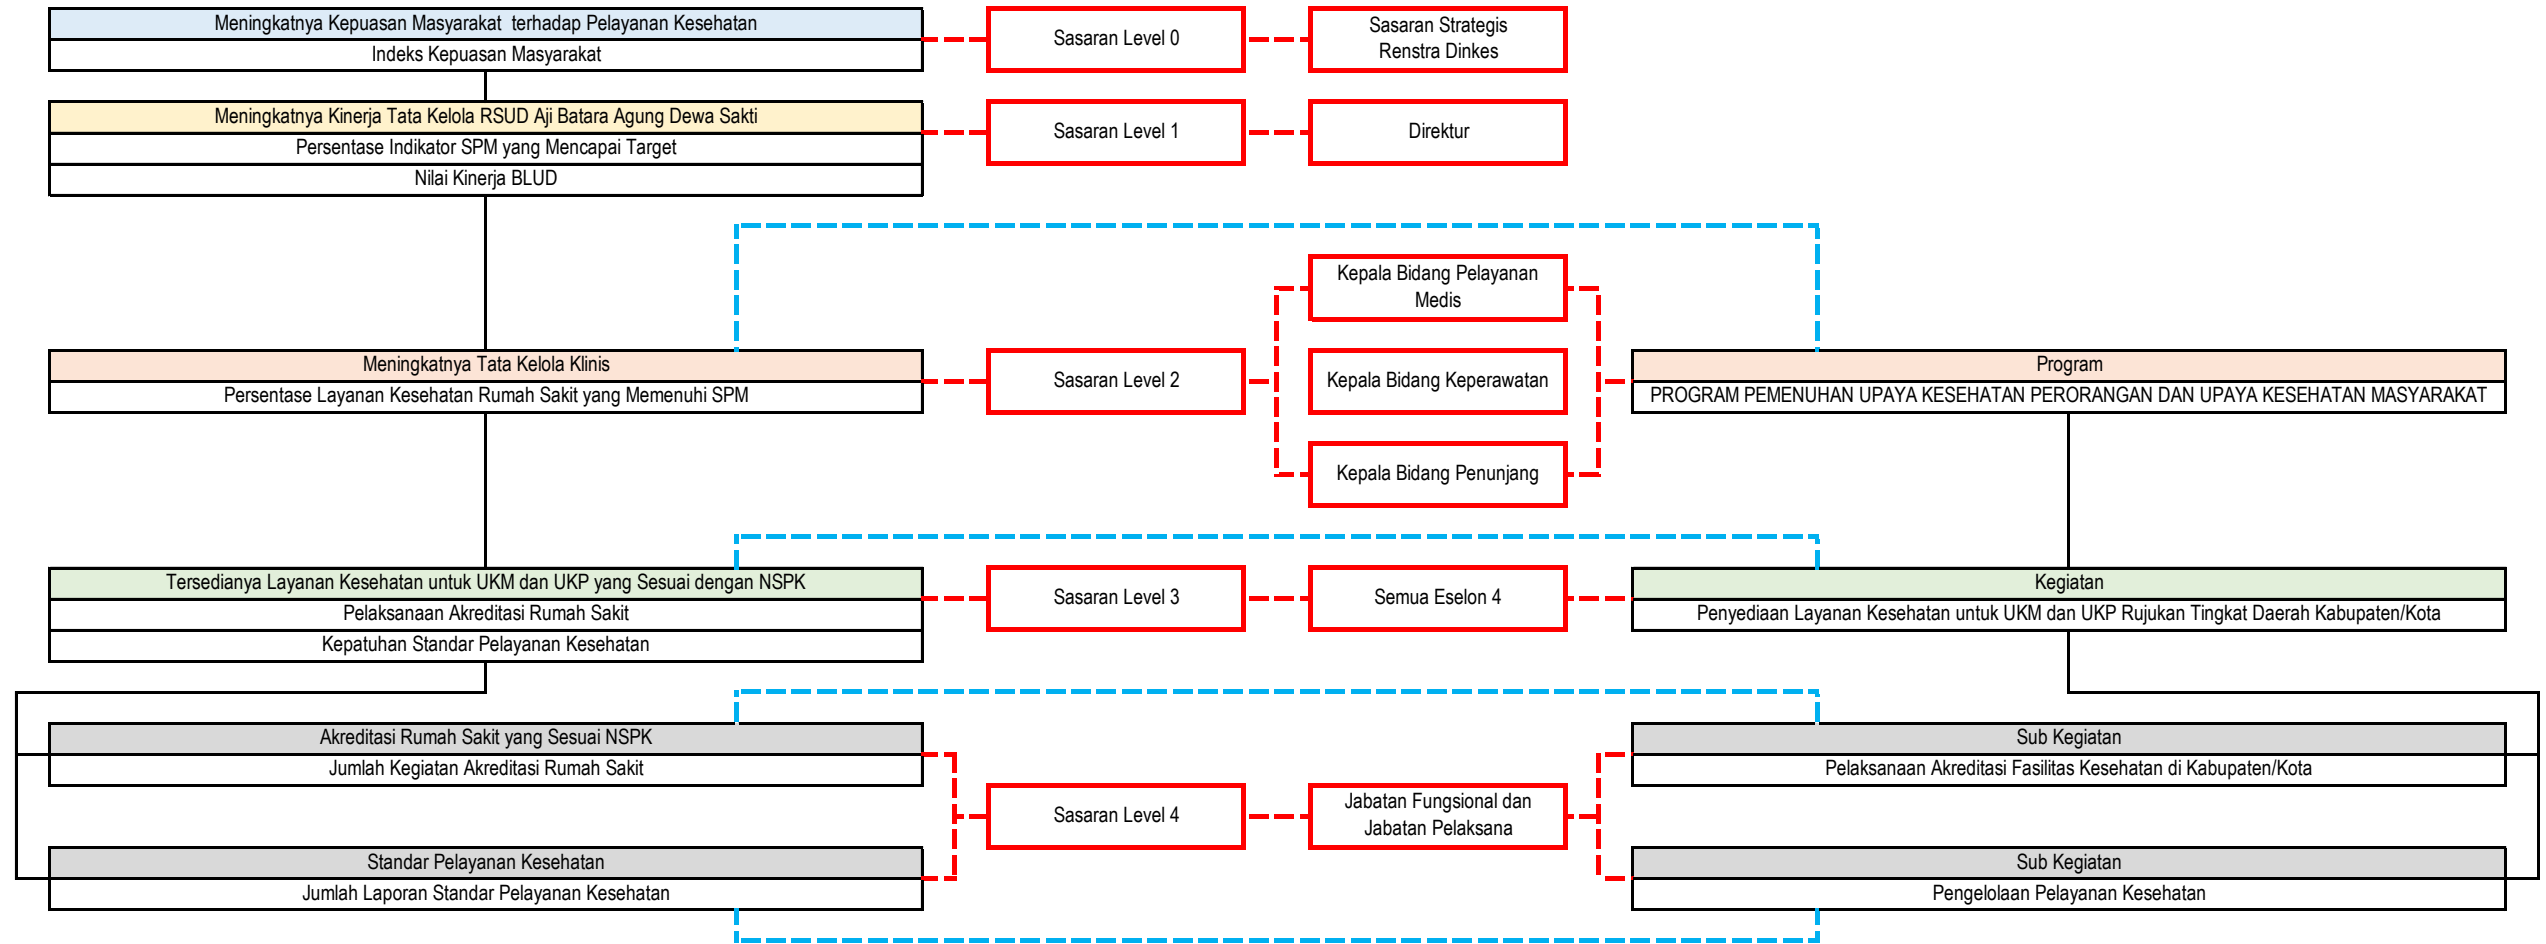 Meningkatnya Kepuasan Masyarakat  terhadap Pelayanan Kesehatan
Indeks Kepuasan Masyarakat
Sasaran Level 0
Sasaran Strategis
Renstra Dinkes
Meningkatnya Kinerja Tata Kelola RSUD Aji Batara Agung Dewa Sakti
Persentase Indikator SPM yang Mencapai Target
Nilai Kinerja BLUD
Sasaran Level 1
Direktur
Kepala Bidang Pelayanan
Medis
Meningkatnya Tata Kelola Klinis
Persentase Layanan Kesehatan Rumah Sakit yang Memenuhi SPM
Sasaran Level 2
Kepala Bidang Keperawatan
Program
PROGRAM PEMENUHAN UPAYA KESEHATAN PERORANGAN DAN UPAYA KESEHATAN MASYARAKAT
Kepala Bidang Penunjang
Tersedianya Layanan Kesehatan untuk UKM dan UKP yang Sesuai dengan NSPK
Pelaksanaan Akreditasi Rumah Sakit
Kepatuhan Standar Pelayanan Kesehatan
Sasaran Level 3
Semua Eselon 4
Kegiatan
Penyediaan Layanan Kesehatan untuk UKM dan UKP Rujukan Tingkat Daerah Kabupaten/Kota
Akreditasi Rumah Sakit yang Sesuai NSPK
Jumlah Kegiatan Akreditasi Rumah Sakit
Sub Kegiatan
Pelaksanaan Akreditasi Fasilitas Kesehatan di Kabupaten/Kota
Sasaran Level 4
Jabatan Fungsional dan
Jabatan Pelaksana
Standar Pelayanan Kesehatan
Jumlah Laporan Standar Pelayanan Kesehatan
Sub Kegiatan
Pengelolaan Pelayanan Kesehatan